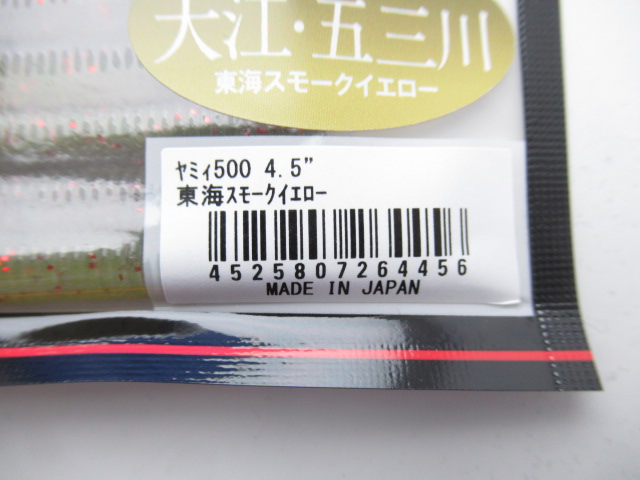 大江・五三川
東海スモークイエロー
ﾔﾐｨ500 4.5"
東海ｽﾓｰｸｲｴﾛｰ
4525807264456
MADE IN JAPAN